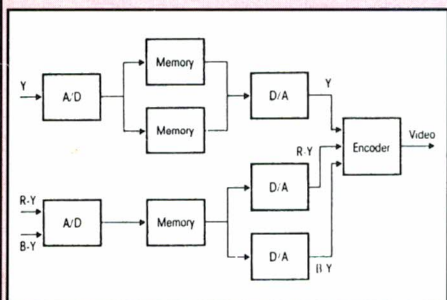 Y
A/D
Memory
Memory
D/A
Y
R-Y
Encoder
Video
R-Y
B-Y
A/D
Memory
D/A
D/A
B-Y